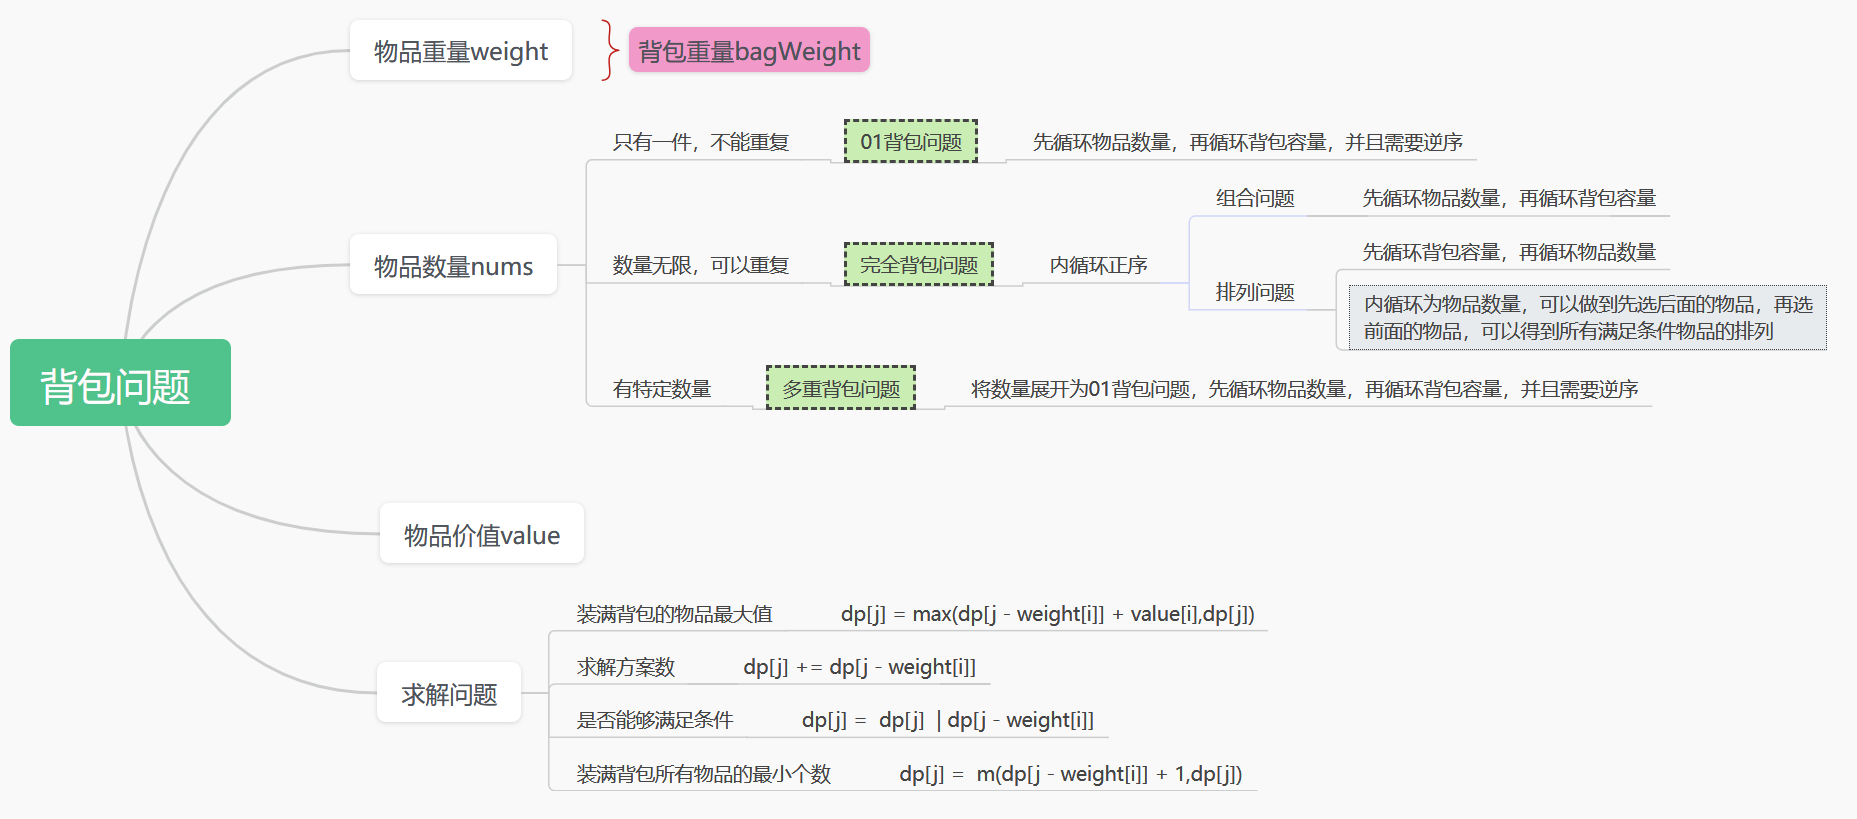 背包问题
物品重量weight
背包重量bagWeight
物品数量nums
只有一件，不能重复
01背包问题
先循环物品数量，再循环背包容量，并且需要逆序
数量无限，可以重复
完全背包问题
内循环正序
组合问题
先循环物品数量，再循环背包容量
排列问题
先循环背包容量，再循环物品数量
内循环为物品数量，可以做到先选后面的物品，再选
前面的物品，可以得到所有满足条件物品的排列
有特定数量
多重背包问题
将数量展开为01背包问题，先循环物品数量，再循环背包容量，并且需要逆序
物品价值value
求解问题
装满背包的物品最大值
dp[j] = max(dp[j - weight[i]] + value[i],dp[j])
求解方案数
dp[j] += dp[j - weight[i]]
是否能够满足条件
dp[j] =  dp[j]  | dp[j - weight[i]]
装满背包所有物品的最小个数
dp[j] =  m(dp[j - weight[i]] + 1,dp[j])